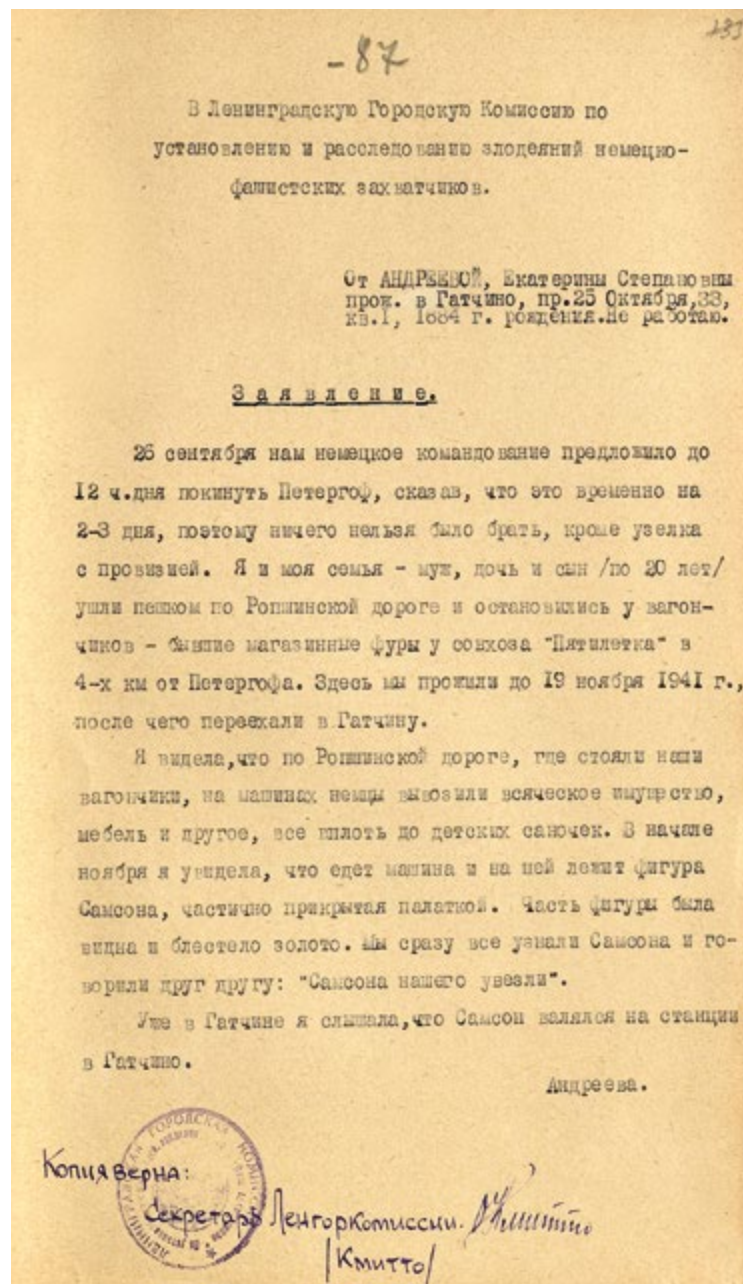 233
- 87
В Ленинградскую Городскую Комиссию по
установлению и расследованию злодеяний немецко-
фашистских захватчиков.
От АНДРЕЕВОЙ, Екатерины Степановны
прож. в Гатчино, пр.25 Октября,33,
кв.I, 1884 г. рождения.Не работаю.
Заявление.
26 сентября нам немецкое командование предложило до
I2 ч.дня покинуть Петергоф, сказав, что это временно на
2-3 дня, поэтому ничего нельзя было брать, кроме узелка
с провизией. Я и моя семья - муж, дочь и сын /по 20 лет/
ушли пешком по Ропшинской дороге и остановились у вагон-
чиков - бывшие магазинные фуры у совхоза "Пятилетка" в
4-х км от Петергофа. Здесь мы прожили до I9 ноября I94I г.,
после чего переехали в Гатчину.
Я видела,что по Ропшинской дороге, где стояли наши
вагончики, на машинах немцы вывозили всяческое имущество,
мебель и другое, все вплоть до детских саночек. В начале
ноября я увидела, что едет машина и на ней лежит фигура
Самсона, частично прикрытая палаткой. Часть фигуры была
видна и блестело золото. Мы сразу все узнали Самсона и го-
ворили друг другу: "Самсона нашего увезли".
Уже в Гатчине я слышала,что Самсон валялся на станции
в Гатчино.
Андреева.
ЛЕНИНГРАДСКАЯ ГОРОДСКАЯ
Копия верна:
Секретарь Ленгоркомиссии. Кмитто
/Кмитто/